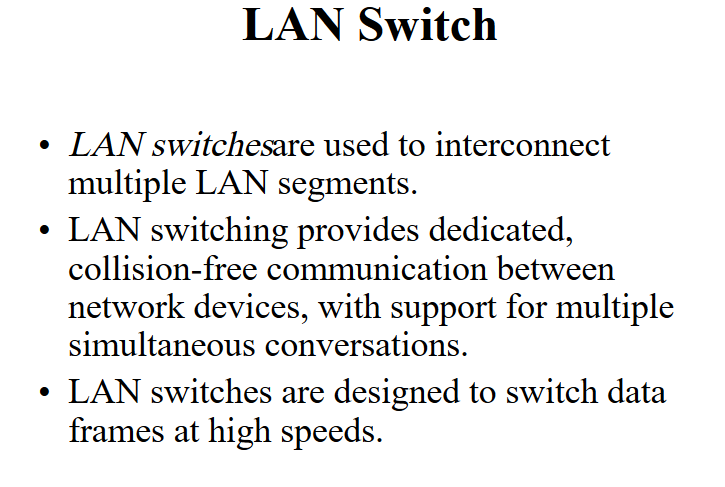 LAN Switch
• LAN switchesare used to interconnect
multiple LAN segments.
• LAN switching provides dedicated,
collision-free communication between
network devices, with support for multiple
simultaneous conversations.
• LAN switches are designed to switch data
frames at high speeds.